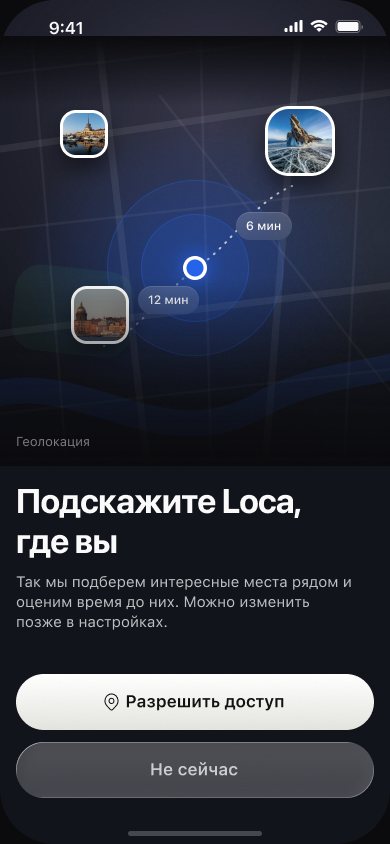 9:41
6 мин
12 мин
Геолокация
Подскажите Loca,
где вы
Так мы подберем интересные места рядом и
оценим время до них. Можно изменить
позже в настройках.
Разрешить доступ
Не сейчас